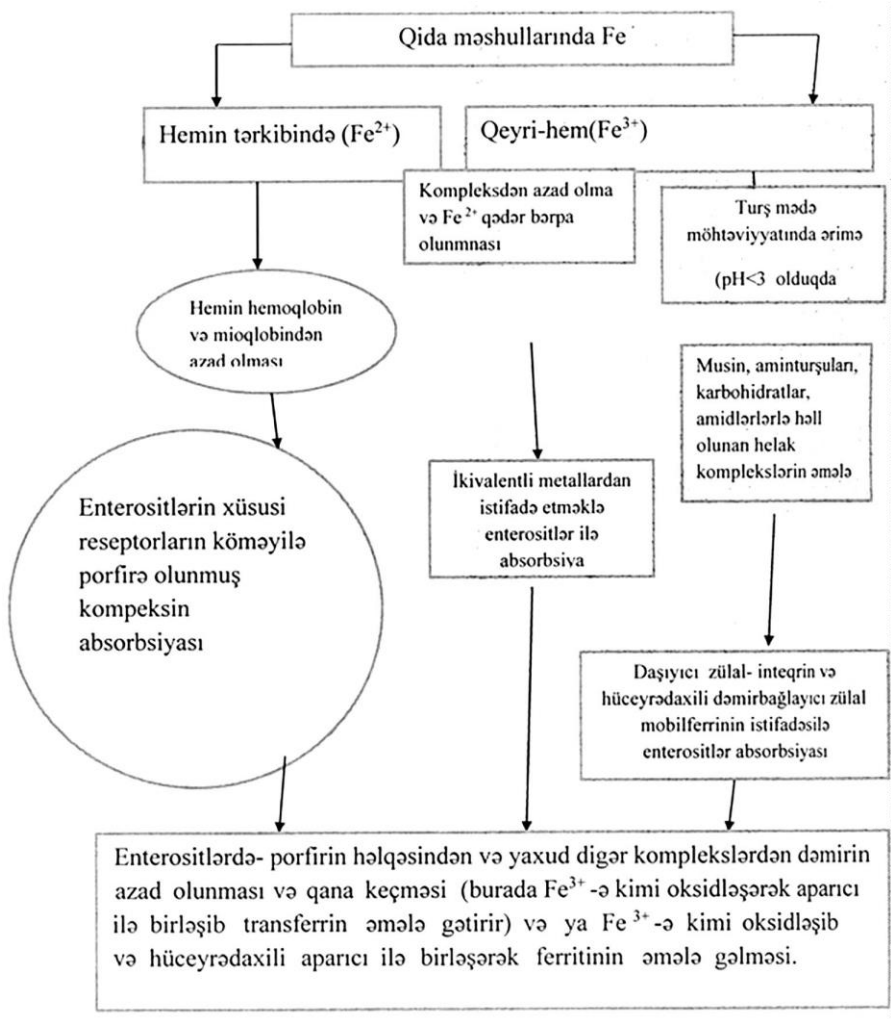 Qida məshullarında Fe
Hemin tərkibində (Fe²⁺)
Qeyri-hem(Fe³⁺)
Kompleksdən azad olma
və Fe ²⁺ qədər bərpa
olunmnası
Turş mədə
möhtəviyyatında ərimə
(pH<3 olduqda
Hemin hemoqlobin
və mioqlobindən
azad olması
Musin, aminturşuları,
karbohidratlar,
amidlərlərlə həll
olunan helak
komplekslərin əmələ
Enterositlərin xüsusi
reseptorların köməyilə
porfirə olunmuş
kompeksin
absorbsiyası
İkivalentli metallardan
istifadə etməklə
enterositlər ilə
absorbsiva
Daşıyıcı zülal- inteqrin və
hüceyrədaxili dəmirbağlayıcı zülal
mobilferrinin istifadəsilə
enterositlər absorbsiyası
Enterositlərdə- porfirin həlqəsindən və yaxud digər komplekslərdən dəmirin
azad olunması və qana keçməsi (burada Fe³⁺ -ə kimi oksidləşərək aparıcı
ilə birləşib transferrin əmələ gətirir) və ya Fe ³⁺ -ə kimi oksidləşib
və hüceyrədaxili aparıcı ilə birləşərək ferritinin əmələ gəlməsi.